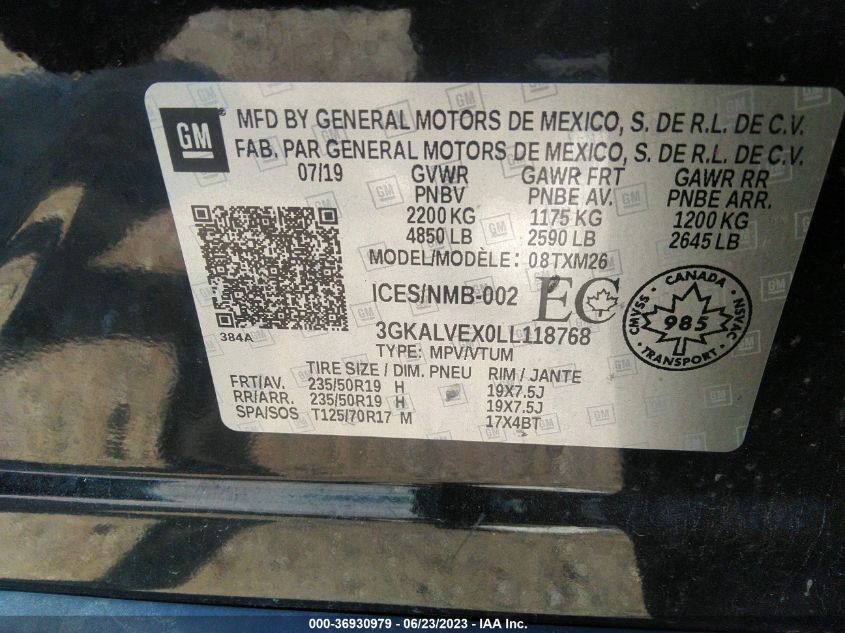 GM
MFD BY GENERAL MOTORS DE MEXICO, S. DE R.L. DE C.V.
FAB. PAR GENERAL MOTORS DE MEXICO, S. DE R.L. DE C.V.
07/19 GVWR GAWR FRT GAWR RR
PNBV PNBE AV. PNBE ARR.
2200 KG 1175 KG 1200 KG
4850 LB 2590 LB 2645 LB
MODEL/MODÈLE: 08TXM26
ICES/NMB-002 EC
CANADA
CMVSS 985 NSVAC
TRANSPORT
384A
3GKALVEX0LL118768
TYPE: MPV/VTUM
TIRE SIZE / DIM. PNEU RIM / JANTE
FRT/AV. 235/50R19 H 19X7.5J
RR/ARR. 235/50R19 H 19X7.5J
SPA/SOS T125/70R17 M 17X4BT
000-36930979 - 06/23/2023 - IAA Inc.